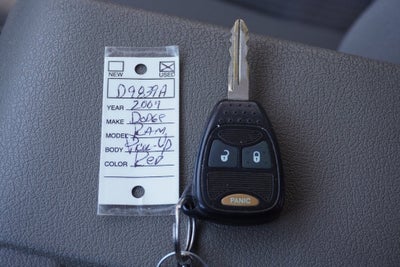 NEW USED
D9839A
YEAR 2007
MAKE Dodge
MODEL RAM
BODY Pick-UP
COLOR Red
PANIC